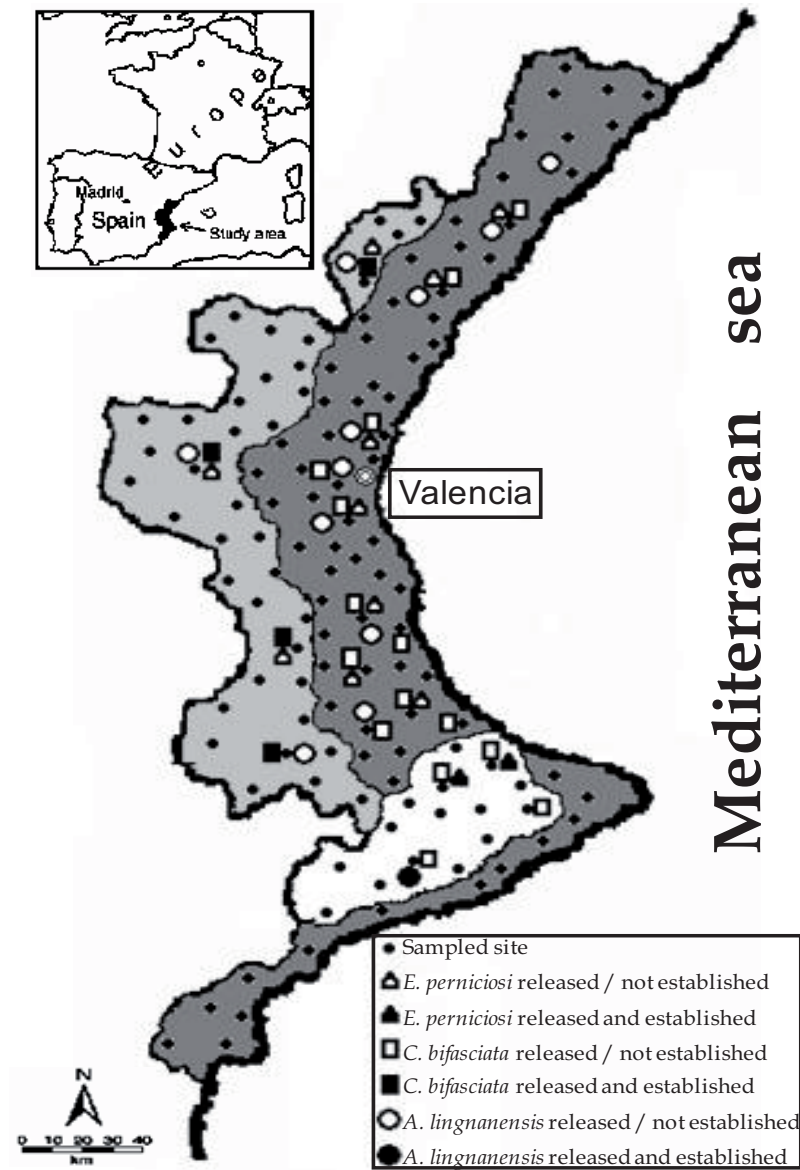 Europe
Madrid
Spain
Study area
Mediterranean sea
Valencia
Sampled site
E. perniciosi released / not established
E. perniciosi released and established
C. bifasciata released / not established
C. bifasciata released and established
A. lingnanensis released / not established
A. lingnanensis released and established
N
0 10 20 30 40
km